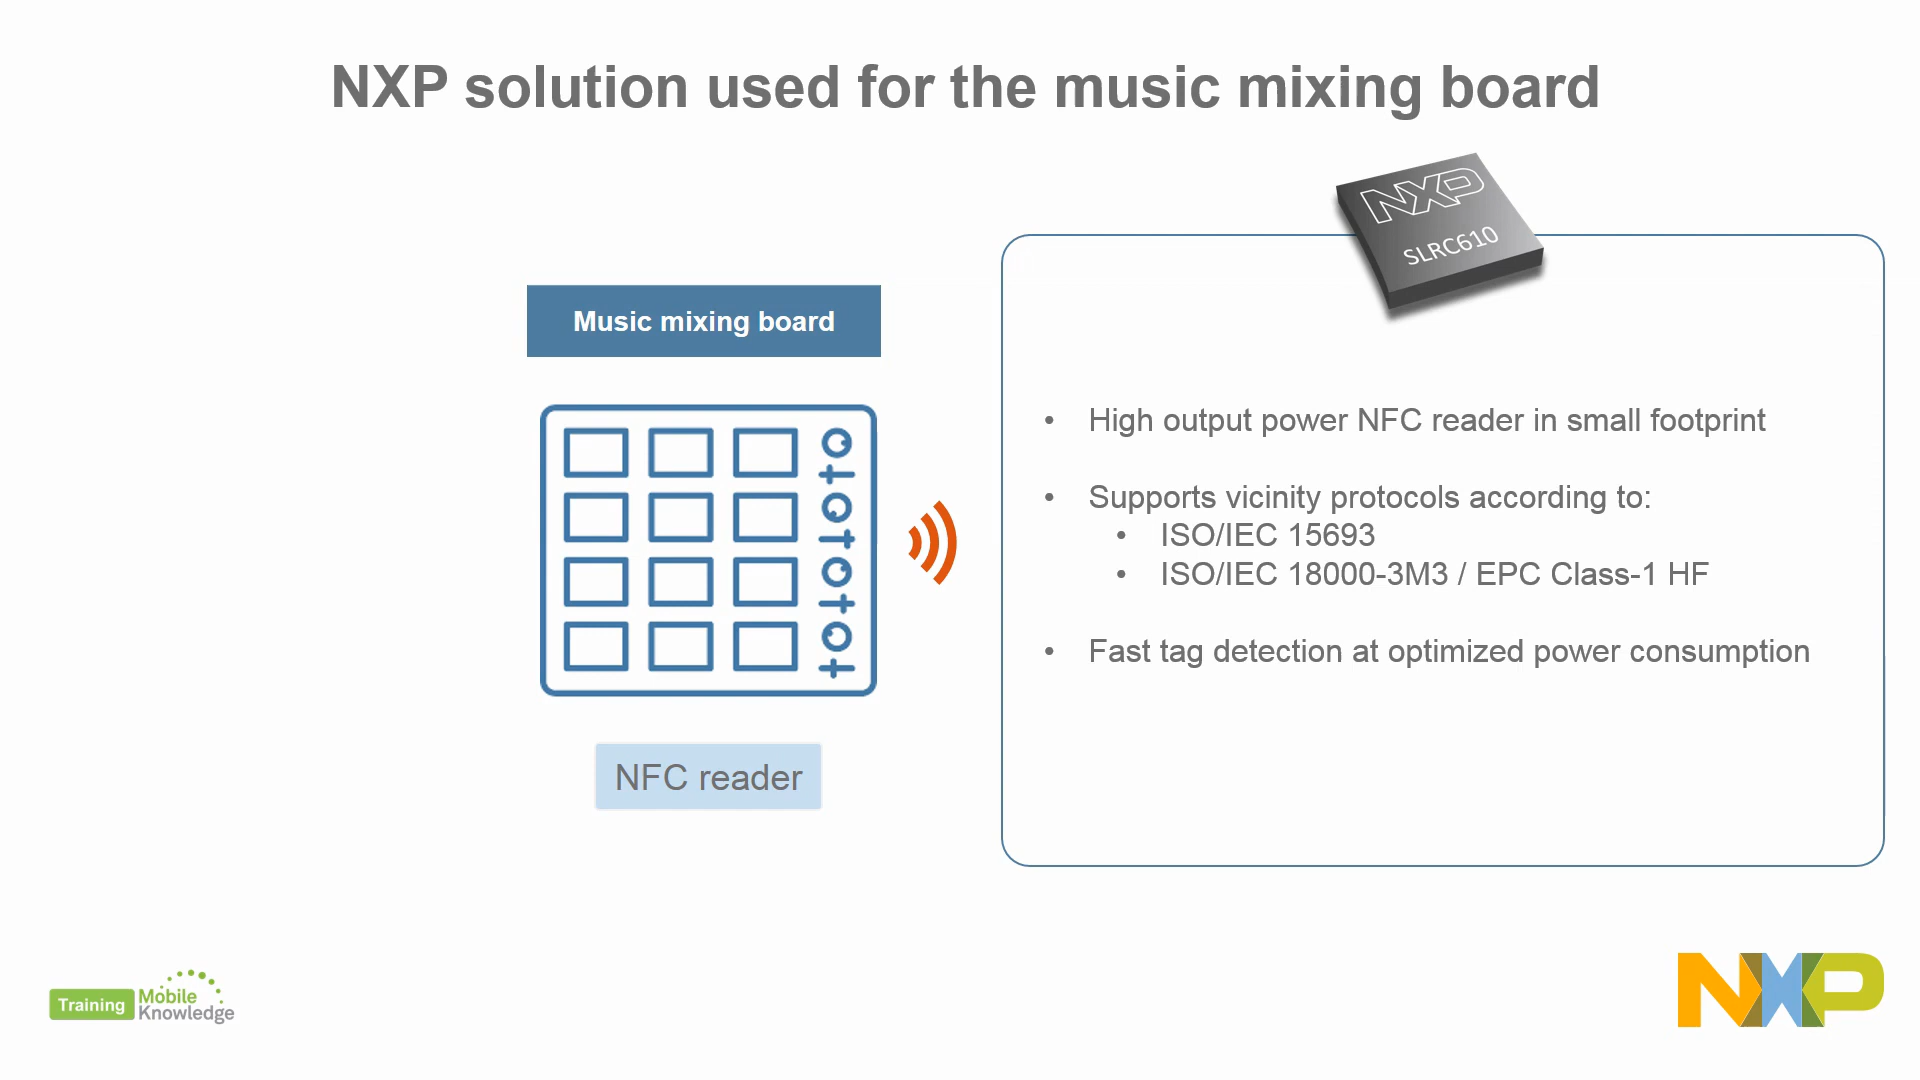 NXP solution used for the music mixing board
NXP
SLRC610
Music mixing board
• High output power NFC reader in small footprint
• Supports vicinity protocols according to:
• ISO/IEC 15693
• ISO/IEC 18000-3M3 / EPC Class-1 HF
• Fast tag detection at optimized power consumption
NFC reader
Training
Mobile
Knowledge
NXP